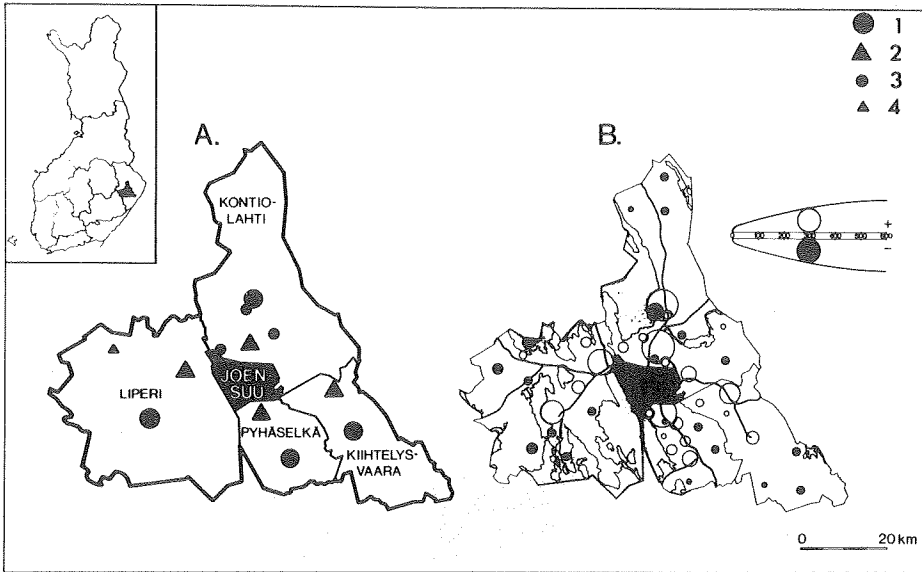 1
2
3
4
A.
B.
KONTIO-
LAHTI
JOEN-
SUU
LIPERI
PYHÄSELKÄ
KIIHTELYS-
VAARA
+
0 100 200 300 400 500
−
0 20 km